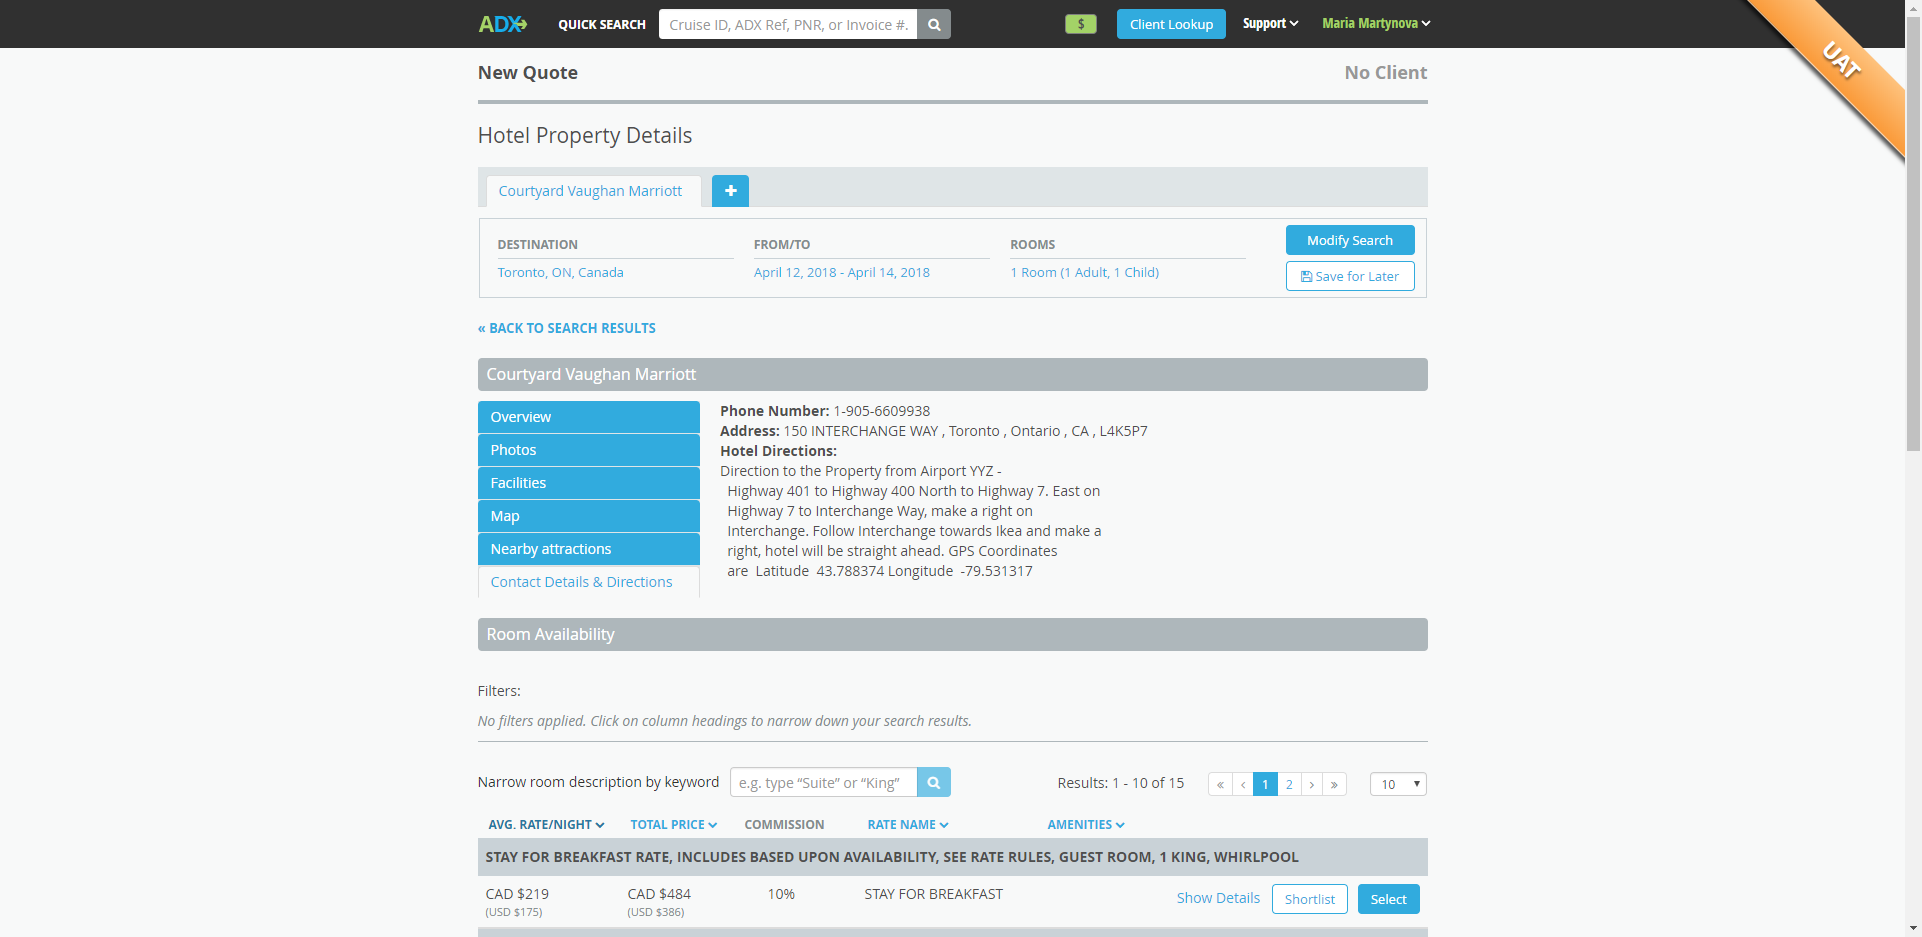 ADX QUICK SEARCH Cruise ID, ADX Ref, PNR, or Invoice #. $ Client Lookup Support Maria Martynova
UAT
New Quote No Client
Hotel Property Details
Courtyard Vaughan Marriott +
DESTINATION FROM/TO ROOMS Modify Search
Toronto, ON, Canada April 12, 2018 - April 14, 2018 1 Room (1 Adult, 1 Child) Save for Later
« BACK TO SEARCH RESULTS
Courtyard Vaughan Marriott
Overview
Photos
Facilities
Map
Nearby attractions
Contact Details & Directions
Phone Number: 1-905-6609938
Address: 150 INTERCHANGE WAY , Toronto , Ontario , CA , L4K5P7
Hotel Directions:
Direction to the Property from Airport YYZ -
Highway 401 to Highway 400 North to Highway 7. East on
Highway 7 to Interchange Way, make a right on
Interchange. Follow Interchange towards Ikea and make a
right, hotel will be straight ahead. GPS Coordinates
are Latitude 43.788374 Longitude -79.531317
Room Availability
Filters:
No filters applied. Click on column headings to narrow down your search results.
Narrow room description by keyword e.g. type “Suite” or “King” Results: 1 - 10 of 15 « ‹ 1 2 › » 10
AVG. RATE/NIGHT TOTAL PRICE COMMISSION RATE NAME AMENITIES
STAY FOR BREAKFAST RATE, INCLUDES BASED UPON AVAILABILITY, SEE RATE RULES, GUEST ROOM, 1 KING, WHIRLPOOL
CAD $219 CAD $484 10% STAY FOR BREAKFAST Show Details Shortlist Select
(USD $175) (USD $386)